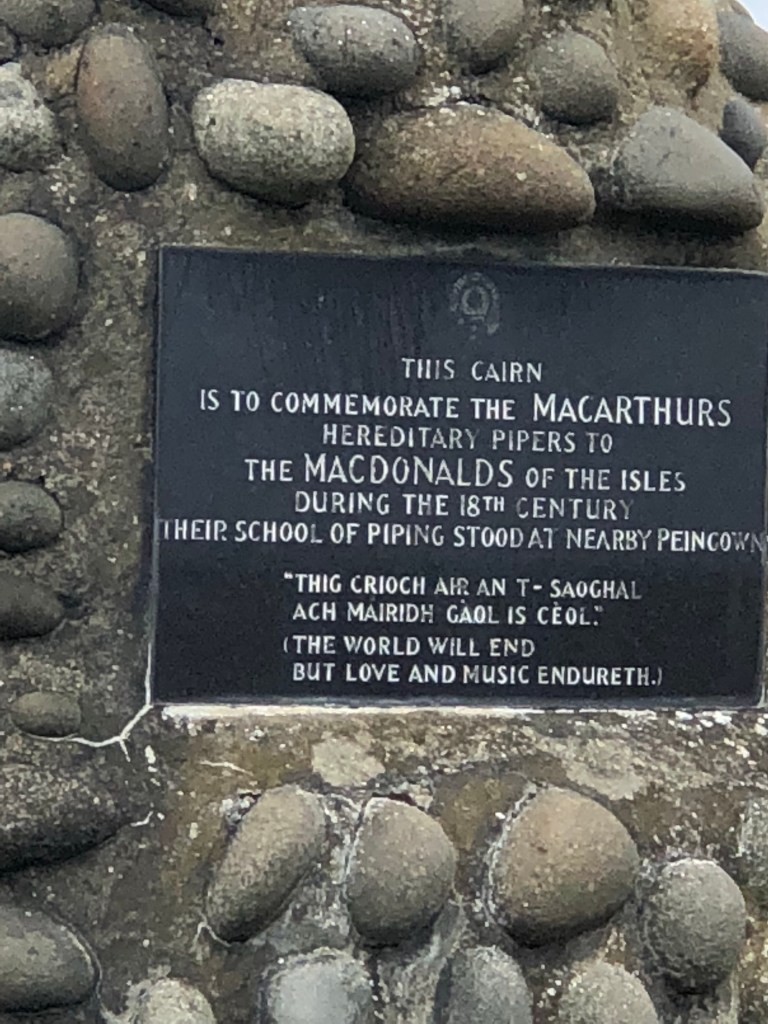 THIS CAIRN
IS TO COMMEMORATE THE MACARTHURS
HEREDITARY PIPERS TO
THE MACDONALDS OF THE ISLES
DURING THE 18TH CENTURY
THEIR SCHOOL OF PIPING STOOD AT NEARBY PEINGOWN
"THIG CRIOCH AIR AN T- SAOGHAL
ACH MAIRIDH GÀOL IS CÈOL."
(THE WORLD WILL END
BUT LOVE AND MUSIC ENDURETH.)